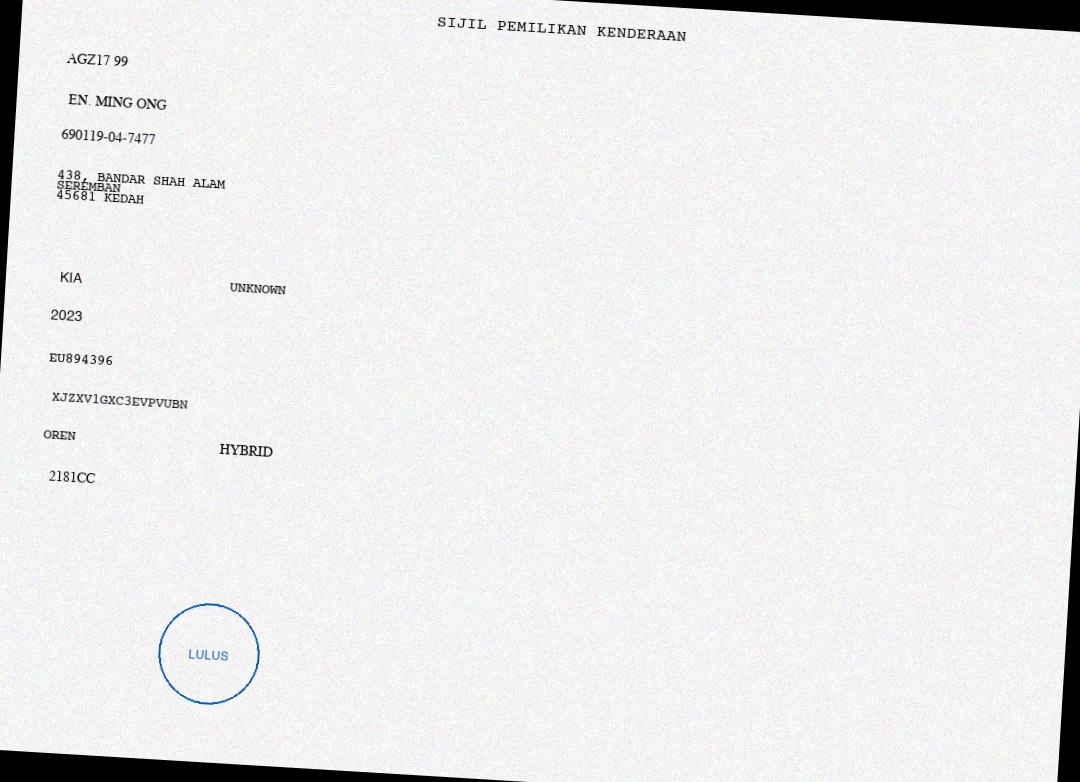 SIJIL PEMILIKAN KENDERAAN
AGZ17 99
EN. MING ONG
690119-04-7477
438, BANDAR SHAH ALAM
SEREMBAN
45681 KEDAH
KIA UNKNOWN
2023
EU894396
XJZXV1GXC3EVPVUBN
OREN HYBRID
2181CC
LULUS